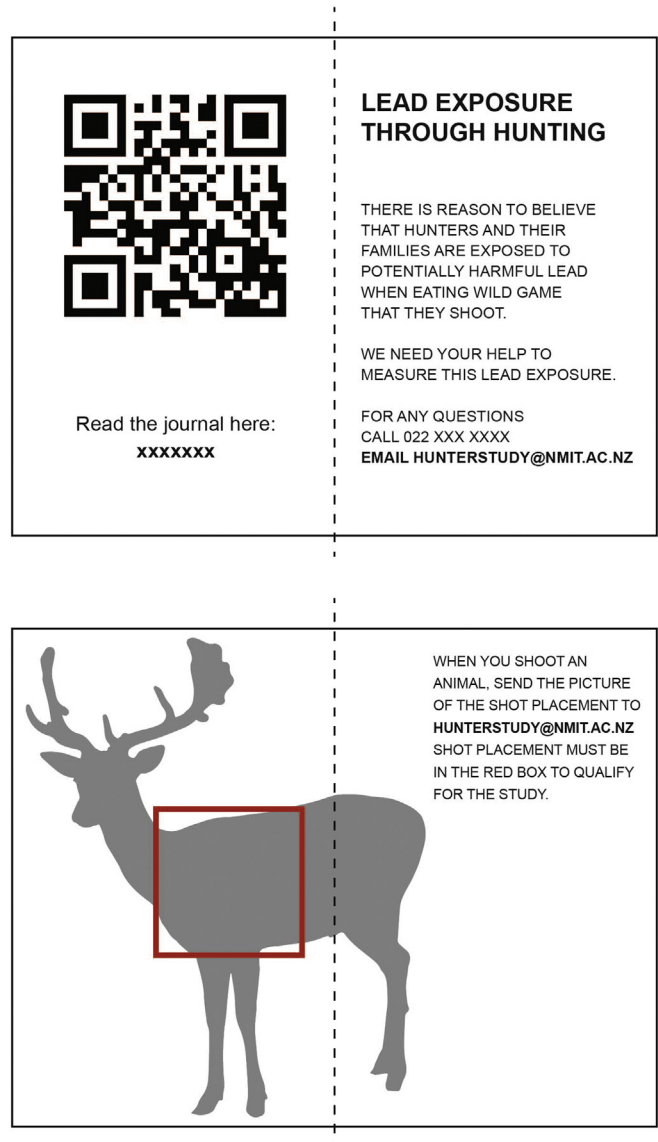 Read the journal here:
xxxxxxx
LEAD EXPOSURE
THROUGH HUNTING
THERE IS REASON TO BELIEVE
THAT HUNTERS AND THEIR
FAMILIES ARE EXPOSED TO
POTENTIALLY HARMFUL LEAD
WHEN EATING WILD GAME
THAT THEY SHOOT.
WE NEED YOUR HELP TO
MEASURE THIS LEAD EXPOSURE.
FOR ANY QUESTIONS
CALL 022 XXX XXXX
EMAIL HUNTERSTUDY@NMIT.AC.NZ
WHEN YOU SHOOT AN
ANIMAL, SEND THE PICTURE
OF THE SHOT PLACEMENT TO
HUNTERSTUDY@NMIT.AC.NZ
SHOT PLACEMENT MUST BE
IN THE RED BOX TO QUALIFY
FOR THE STUDY.